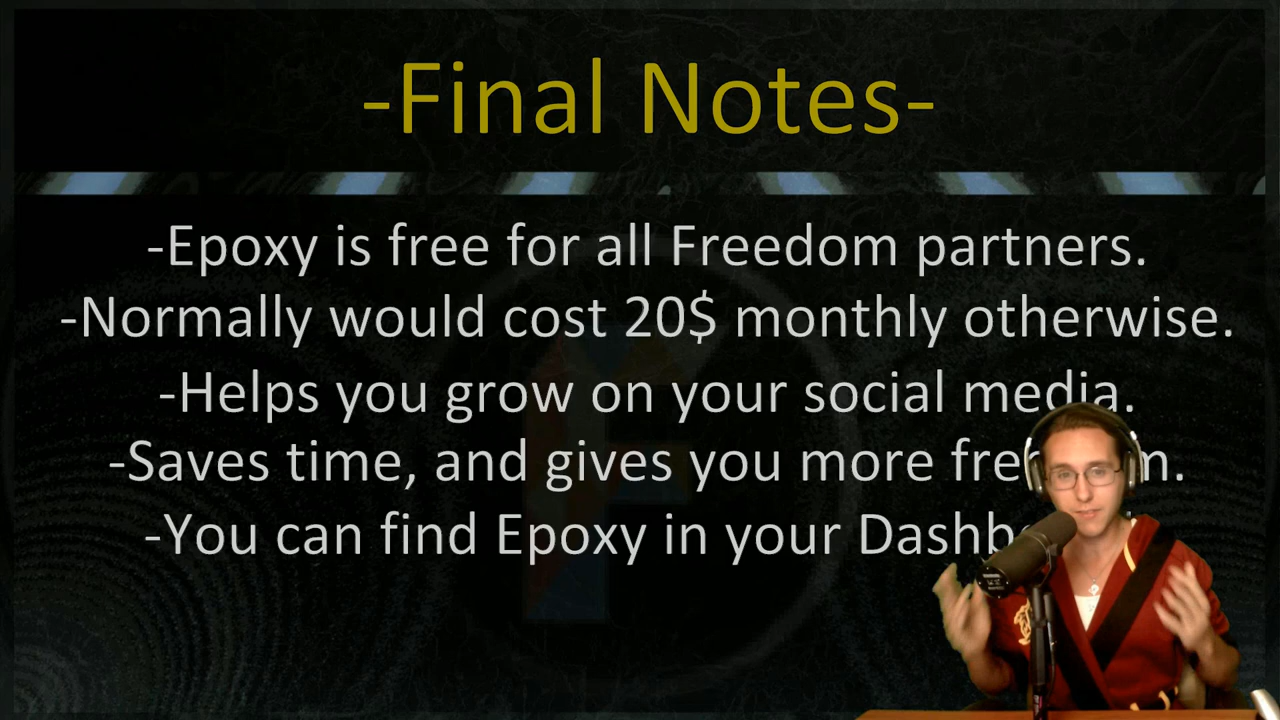 -Final Notes-
-Epoxy is free for all Freedom partners.
-Normally would cost 20$ monthly otherwise.
-Helps you grow on your social media.
-Saves time, and gives you more freedom.
-You can find Epoxy in your